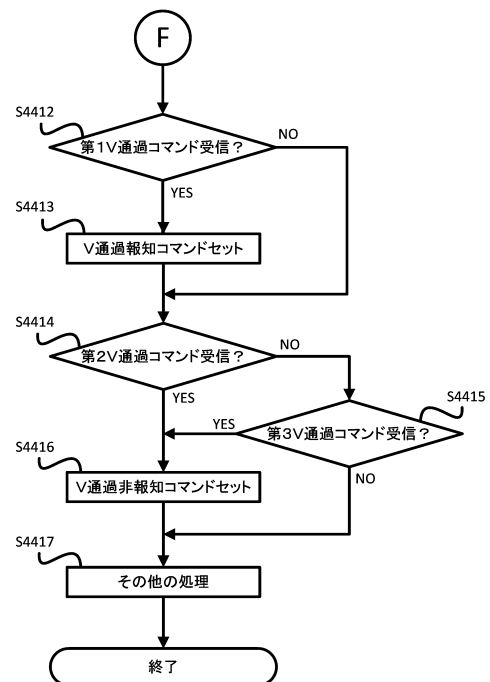 F
S4412
第1V通過コマンド受信？
NO
YES
S4413
V通過報知コマンドセット
S4414
第2V通過コマンド受信？
NO
YES
S4415
第3V通過コマンド受信？
YES
NO
S4416
V通過非報知コマンドセット
S4417
その他の処理
終了